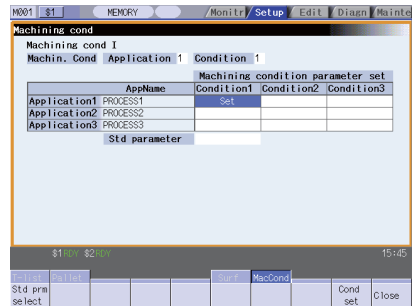 M001 $1 MEMORY Monitr Setup Edit Diagn Mainte
Machining cond
Machining cond I
Machin. Cond Application 1 Condition 1
Machining condition parameter set
AppName Condition1 Condition2 Condition3
Application1 PROCESS1 Set
Application2 PROCESS2
Application3 PROCESS3
Std parameter
$1 RDY $2 RDY 15:45
T-list Pallet Surf MacCond
Std prm select Cond set Close